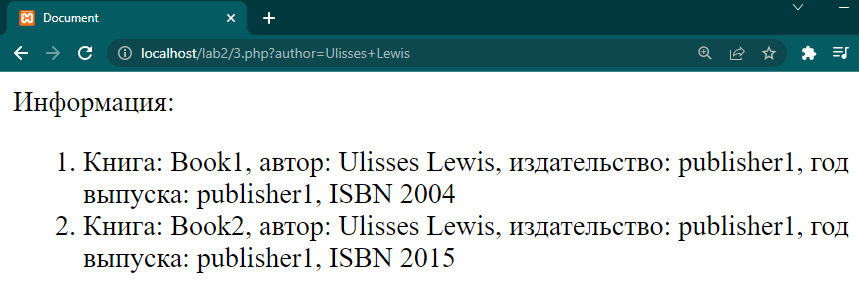 Document
localhost/lab2/3.php?author=Ulisses+Lewis
Информация:
1. Книга: Book1, автор: Ulisses Lewis, издательство: publisher1, год
выпуска: publisher1, ISBN 2004
2. Книга: Book2, автор: Ulisses Lewis, издательство: publisher1, год
выпуска: publisher1, ISBN 2015